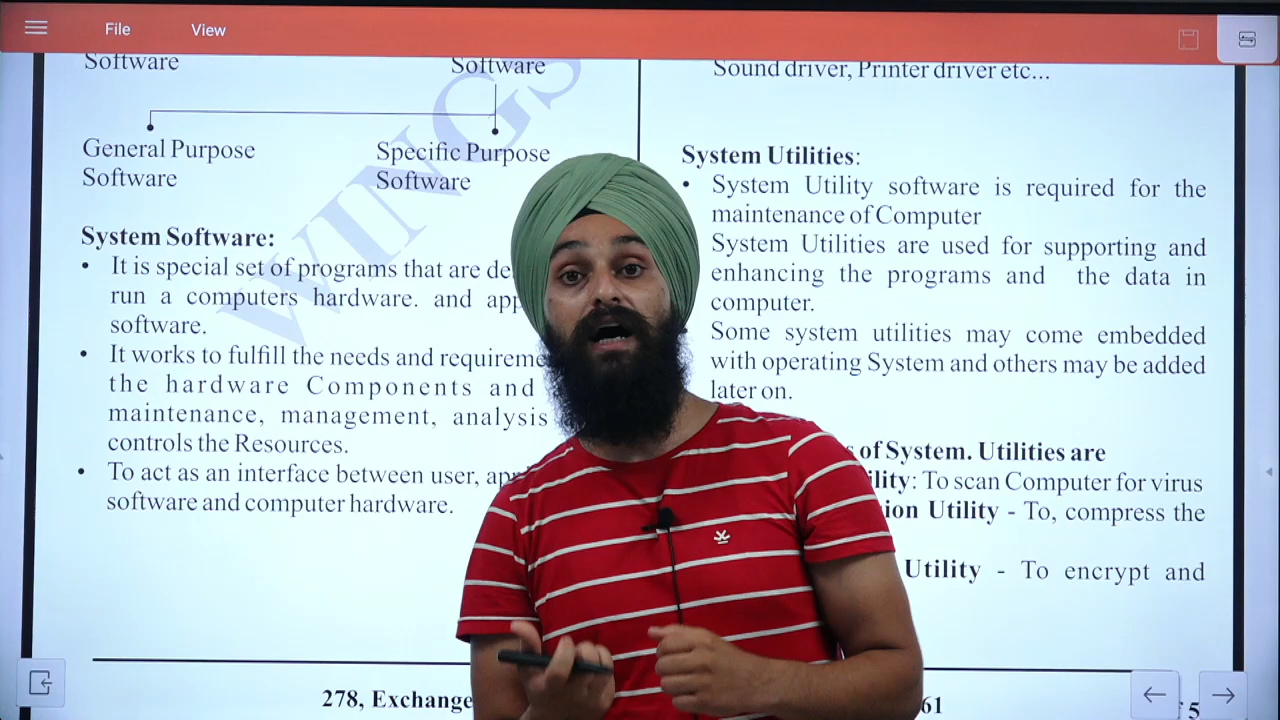 File View
Software
Software
General Purpose
Software
Specific Purpose
Software
WINGS
System Software:
• It is special set of programs that are
run a computers hardware. and
software.
• It works to fulfill the needs and
the hardware Components and
maintenance, management, analysis
controls the Resources.
• To act as an interface between user,
software and computer hardware.
Sound driver, Printer driver etc...
System Utilities:
• System Utility software is required for the
maintenance of Computer
System Utilities are used for supporting and
enhancing the programs and the data in
computer.
Some system utilities may come embedded
with operating System and others may be added
later on.
of System. Utilities are
: To scan Computer for virus
Utility - To, compress the
Utility - To encrypt and
278, Exchange
61
5